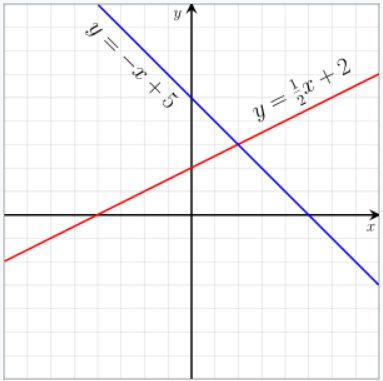 y
y = −x + 5
y = ½x + 2
x